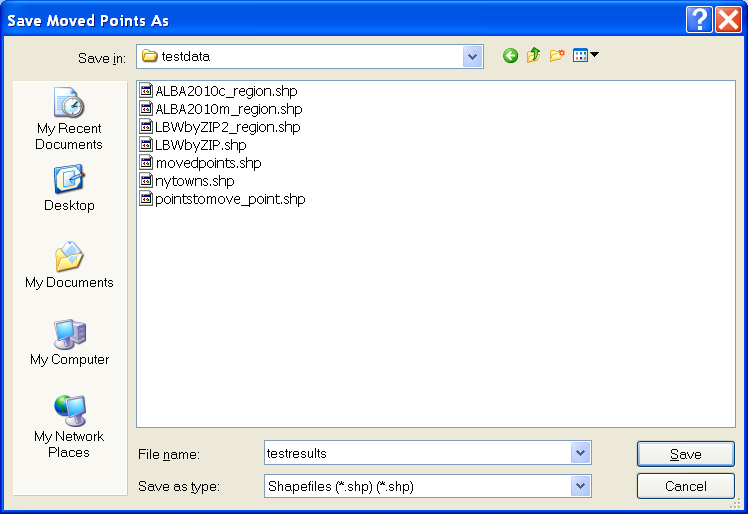 Save Moved Points As
Save in:
testdata
My Recent
Documents
Desktop
My Documents
My Computer
My Network
Places
ALBA2010c_region.shp
ALBA2010m_region.shp
LBWbyZIP2_region.shp
LBWbyZIP.shp
movedpoints.shp
nytowns.shp
pointstomove_point.shp
File name:
testresults
Save
Save as type:
Shapefiles (*.shp) (*.shp)
Cancel